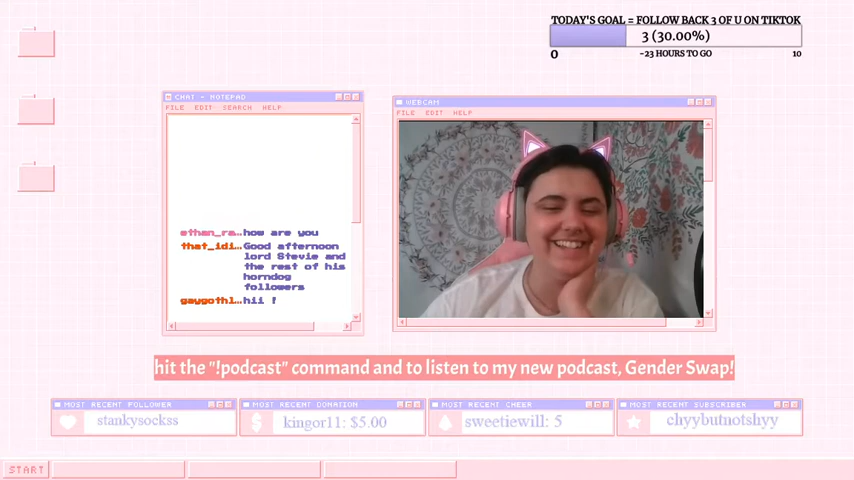 TODAY'S GOAL = FOLLOW BACK 3 OF U ON TIKTOK
3 (30.00%)
0
~23 HOURS TO GO
10
CHAT + NOTEPAD
FILE EDIT SEARCH HELP
ethan_ra...how are you
that_idi...Good afternoon
lord Stevie and
the rest of his
horndog
followers
gaygothl...hii !
WEBCAM
FILE EDIT HELP
hit the "!podcast" command and to listen to my new podcast, Gender Swap!
MOST RECENT FOLLOWER
stankysockss
MOST RECENT DONATION
$
kingor11: $5.00
MOST RECENT CHEER
sweetiewill: 5
MOST RECENT SUBSCRIBER
chyybutnotshyy
START